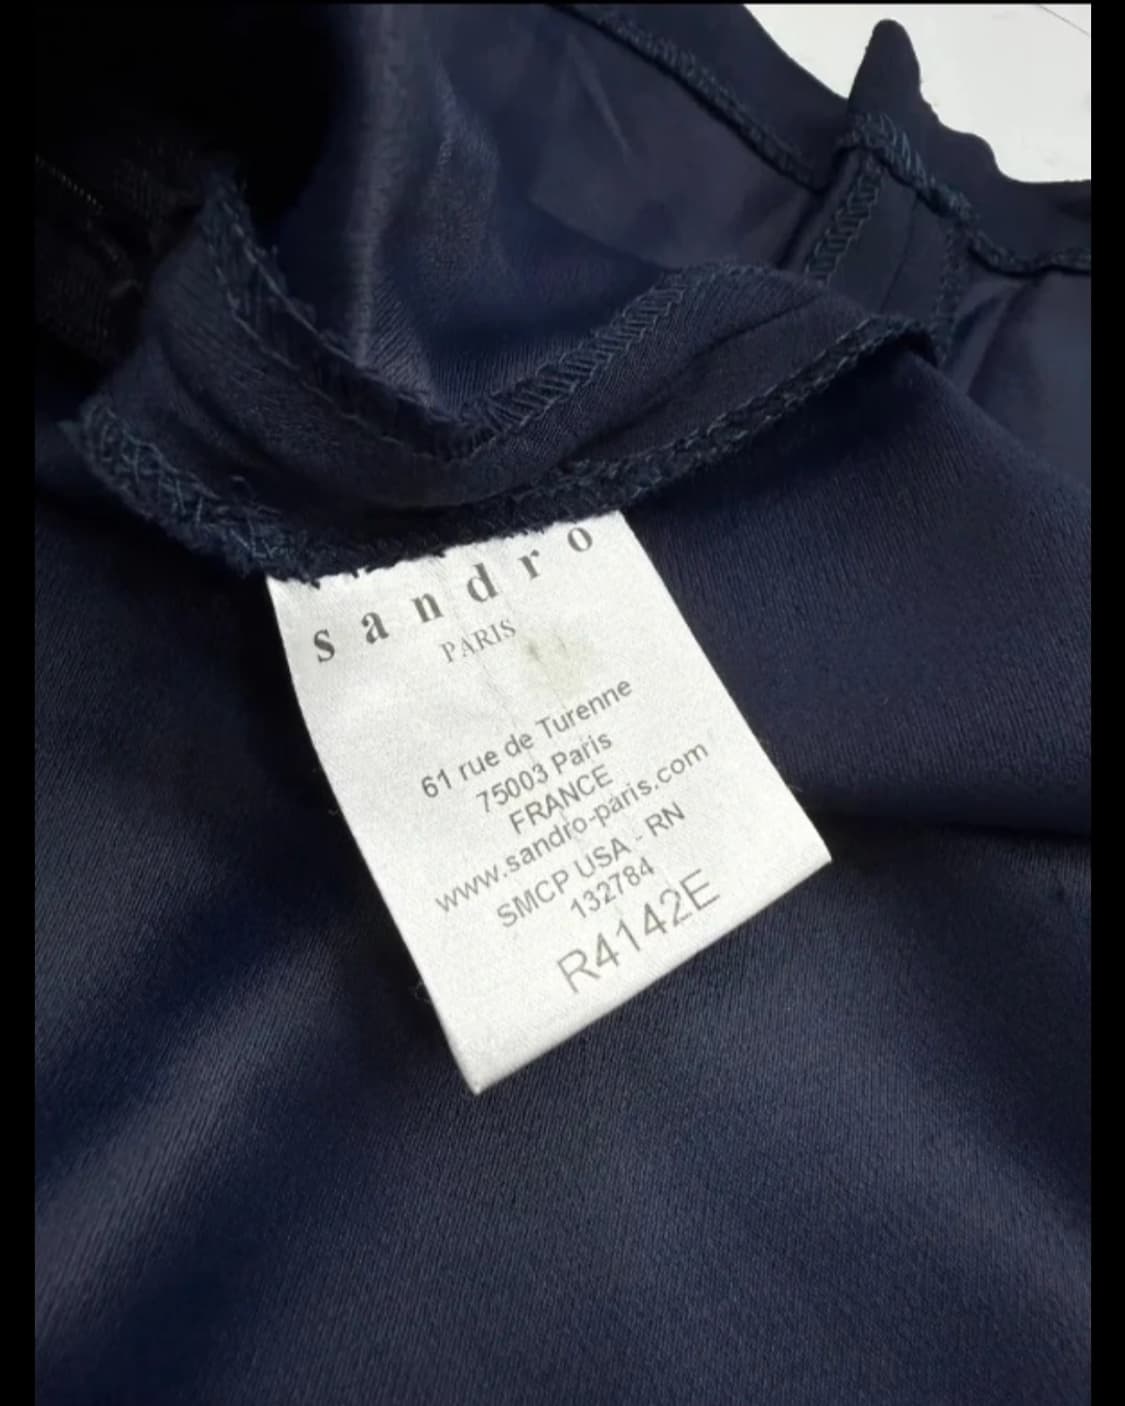 sandro
PARIS
61 rue de Turenne
75003 Paris
FRANCE
www.sandro-paris.com
SMCP USA - RN
132784
R4142E